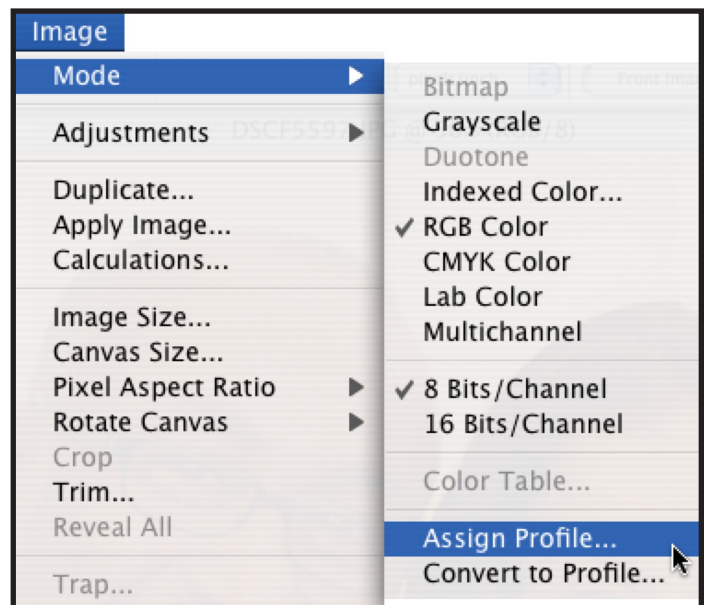 Image
Mode
Adjustments
Duplicate...
Apply Image...
Calculations...
Image Size...
Canvas Size...
Pixel Aspect Ratio
Rotate Canvas
Crop
Trim...
Reveal All
Trap...
Bitmap
Grayscale
Duotone
Indexed Color...
RGB Color
CMYK Color
Lab Color
Multichannel
8 Bits/Channel
16 Bits/Channel
Color Table...
Assign Profile...
Convert to Profile...